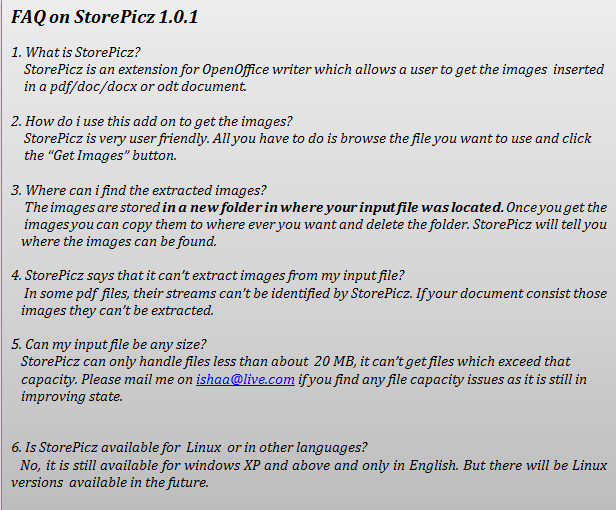 FAQ on StorePicz 1.0.1
1. What is StorePicz?
StorePicz is an extension for OpenOffice writer which allows a user to get the images inserted
in a pdf/doc/docx or odt document.
2. How do i use this add on to get the images?
StorePicz is very user friendly. All you have to do is browse the file you want to use and click
the “Get Images” button.
3. Where can i find the extracted images?
The images are stored in a new folder in where your input file was located. Once you get the
images you can copy them to where ever you want and delete the folder. StorePicz will tell you
where the images can be found.
4. StorePicz says that it can’t extract images from my input file?
In some pdf files, their streams can’t be identified by StorePicz. If your document consist those
images they can’t be extracted.
5. Can my input file be any size?
StorePicz can only handle files less than about 20 MB, it can’t get files which exceed that
capacity. Please mail me on ishaa@live.com if you find any file capacity issues as it is still in
improving state.
6. Is StorePicz available for Linux or in other languages?
No, it is still available for windows XP and above and only in English. But there will be Linux
versions available in the future.